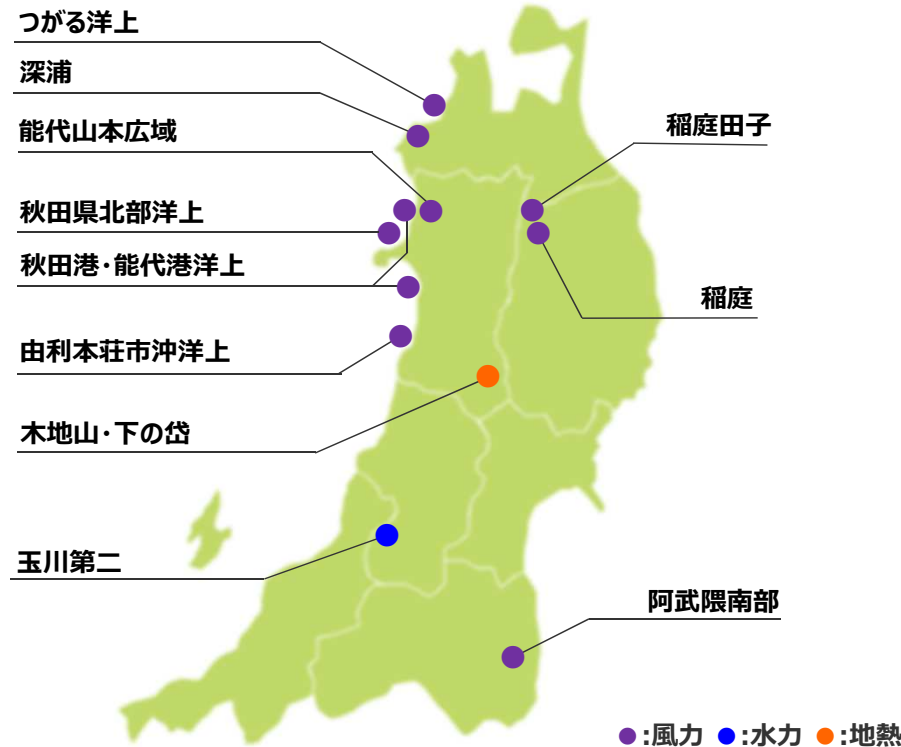 つがる洋上
深浦
能代山本広域
秋田県北部洋上
秋田港･能代港洋上
由利本荘市沖洋上
木地山･下の岱
玉川第二
稲庭田子
稲庭
阿武隈南部
●:風力 ●:水力 ●:地熱